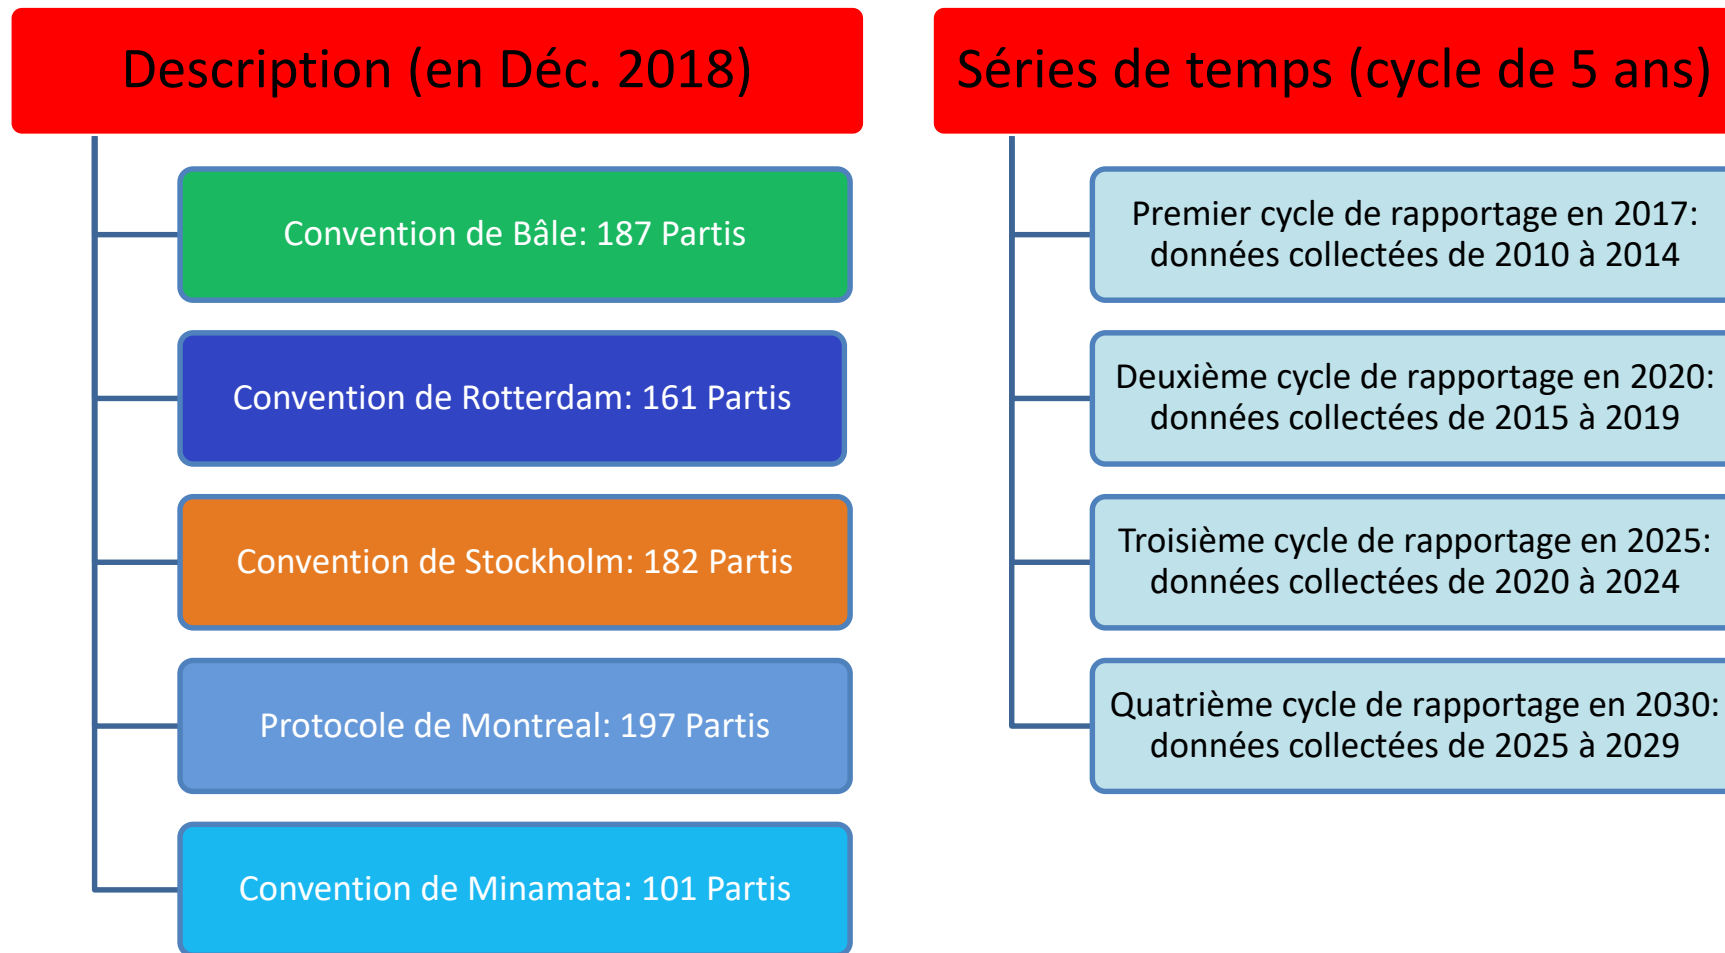 Description (en Déc. 2018)
Convention de Bâle: 187 Partis
Convention de Rotterdam: 161 Partis
Convention de Stockholm: 182 Partis
Protocole de Montreal: 197 Partis
Convention de Minamata: 101 Partis
Séries de temps (cycle de 5 ans)
Premier cycle de rapportage en 2017:
données collectées de 2010 à 2014
Deuxième cycle de rapportage en 2020:
données collectées de 2015 à 2019
Troisième cycle de rapportage en 2025:
données collectées de 2020 à 2024
Quatrième cycle de rapportage en 2030:
données collectées de 2025 à 2029